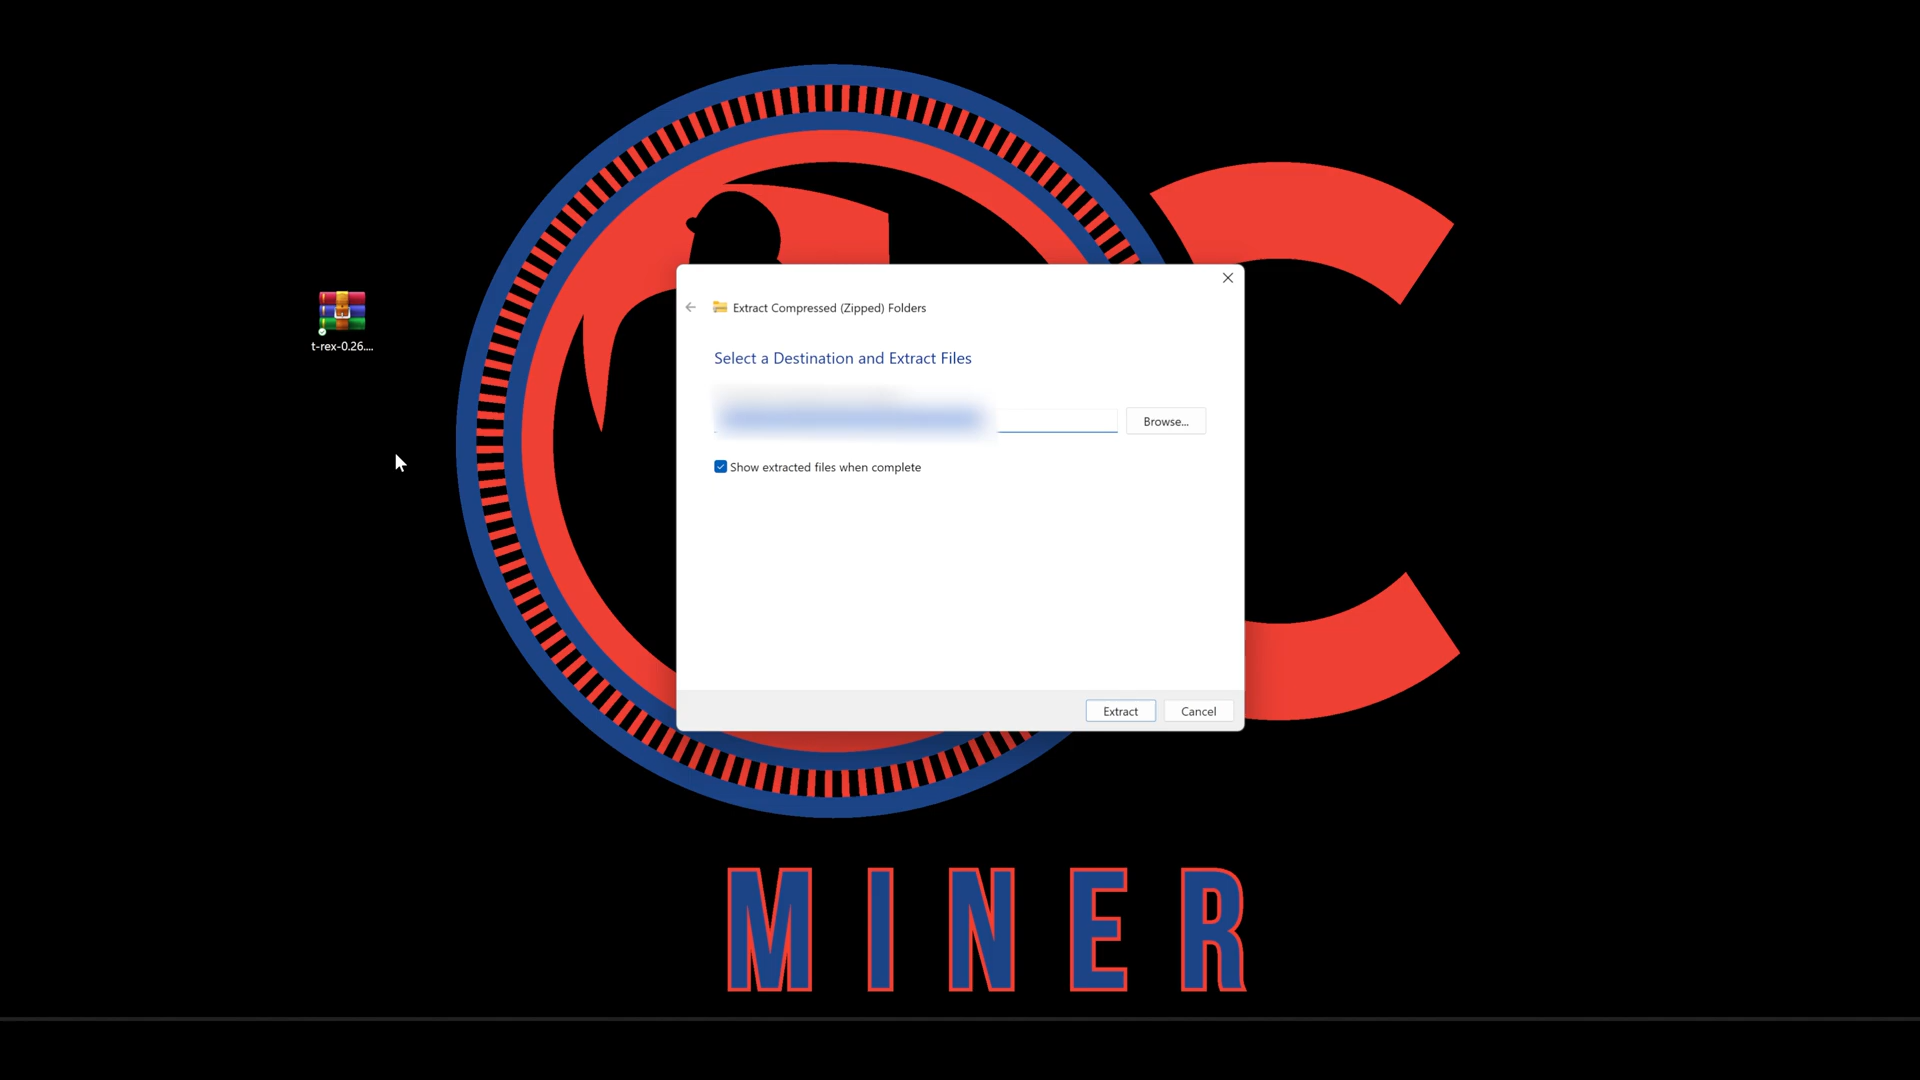 Extract Compressed (Zipped) Folders
Select a Destination and Extract Files
Browse...
Show extracted files when complete
t-rex-0.26....
Extract
Cancel
MINER